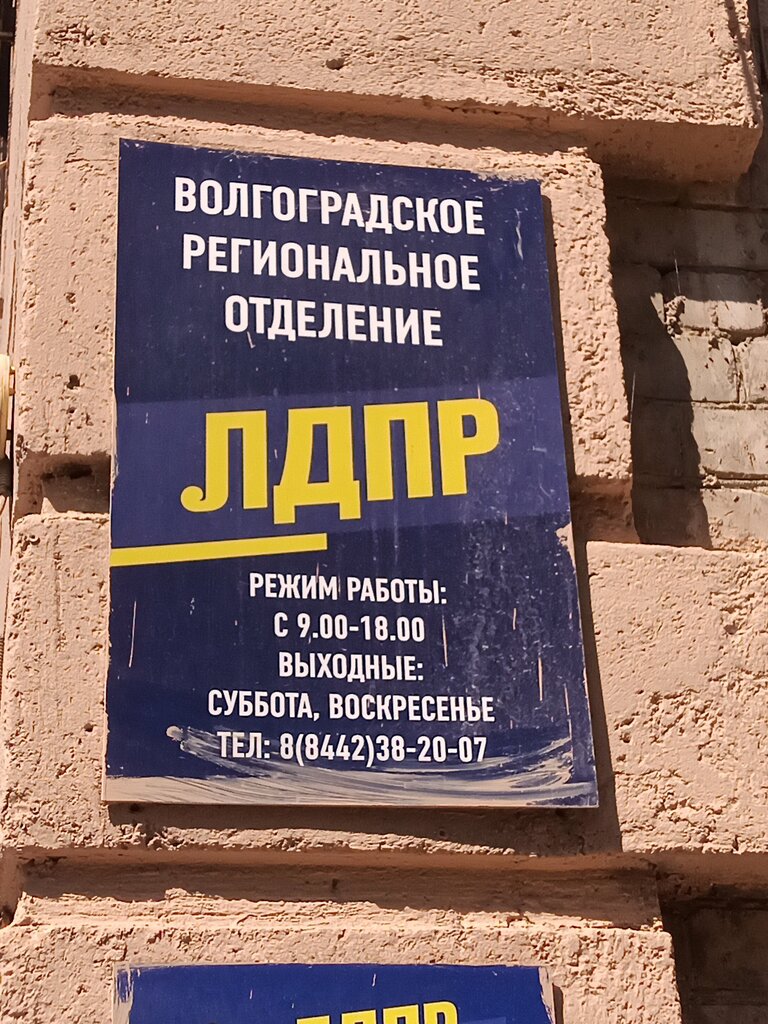 ВОЛГОГРАДСКОЕ
РЕГИОНАЛЬНОЕ
ОТДЕЛЕНИЕ
ЛДПР
РЕЖИМ РАБОТЫ:
С 9.00-18.00
ВЫХОДНЫЕ:
СУББОТА, ВОСКРЕСЕНЬЕ
ТЕЛ: 8(8442)38-20-07
ЛДПР